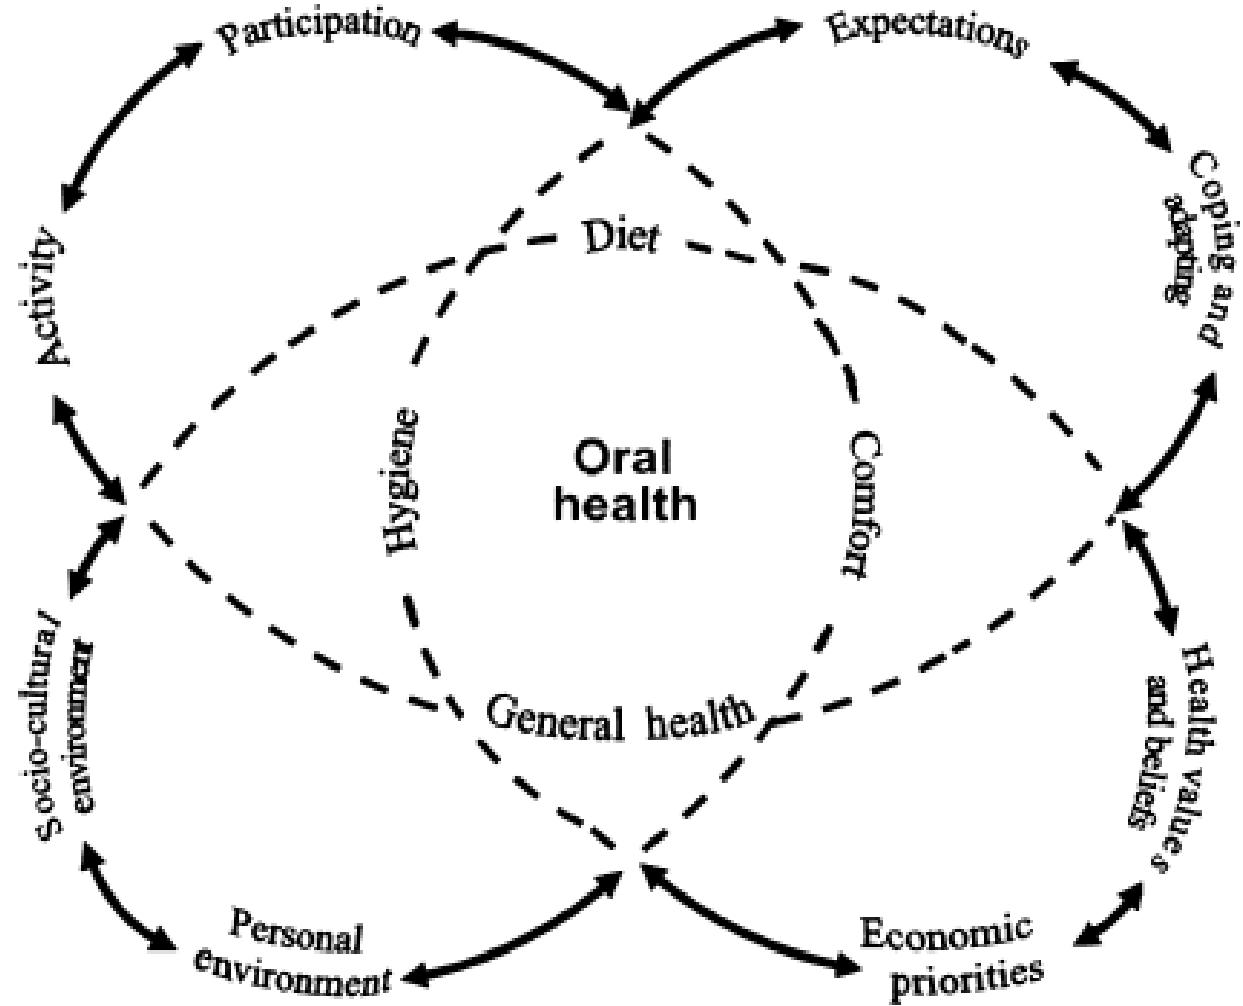 Participation
Expectations
Coping and
adapting
Activity
Diet
Hygiene
Oral
health
Comfort
General health
Socio-cultural
environment
Health values
and beliefs
Personal
environment
Economic
priorities